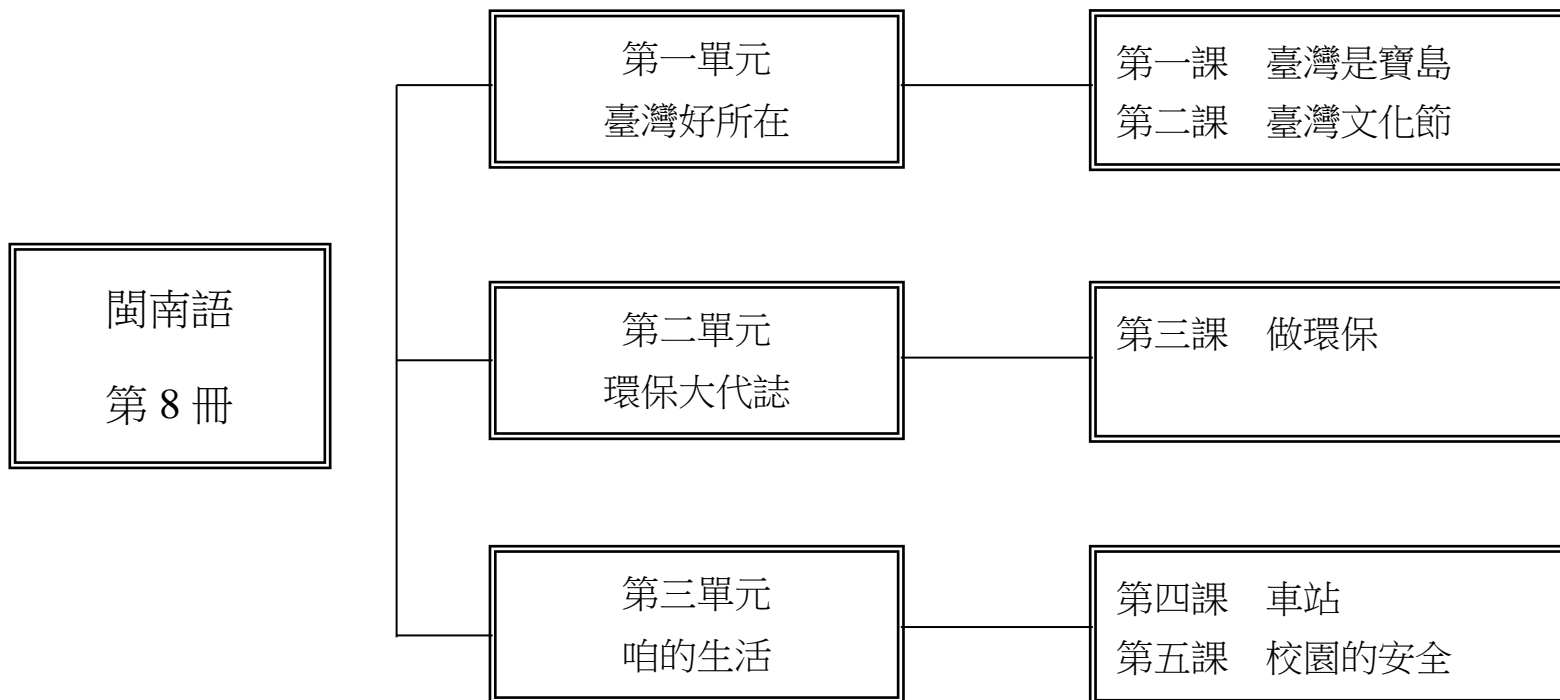 閩南語
第 8 冊
第一單元
臺灣好所在
第一課　臺灣是寶島
第二課　臺灣文化節
第二單元
環保大代誌
第三課　做環保
第三單元
咱的生活
第四課　車站
第五課　校園的安全